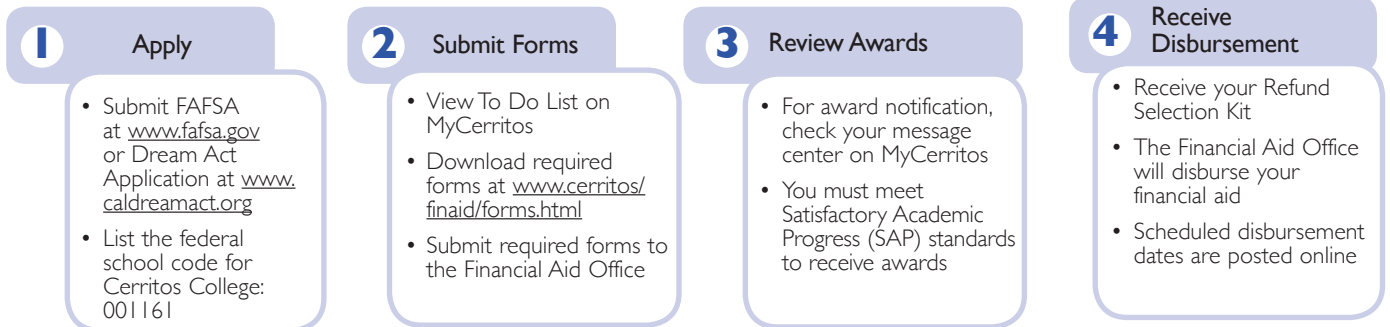 1
Apply
• Submit FAFSA
at www.fafsa.gov
or Dream Act
Application at www.
caldreamact.org
• List the federal
school code for
Cerritos College:
001161
2
Submit Forms
• View To Do List on
MyCerritos
• Download required
forms at www.cerritos/
finaid/forms.html
• Submit required forms to
the Financial Aid Office
3
Review Awards
• For award notification,
check your message
center on MyCerritos
• You must meet
Satisfactory Academic
Progress (SAP) standards
to receive awards
4
Receive
Disbursement
• Receive your Refund
Selection Kit
• The Financial Aid Office
will disburse your
financial aid
• Scheduled disbursement
dates are posted online